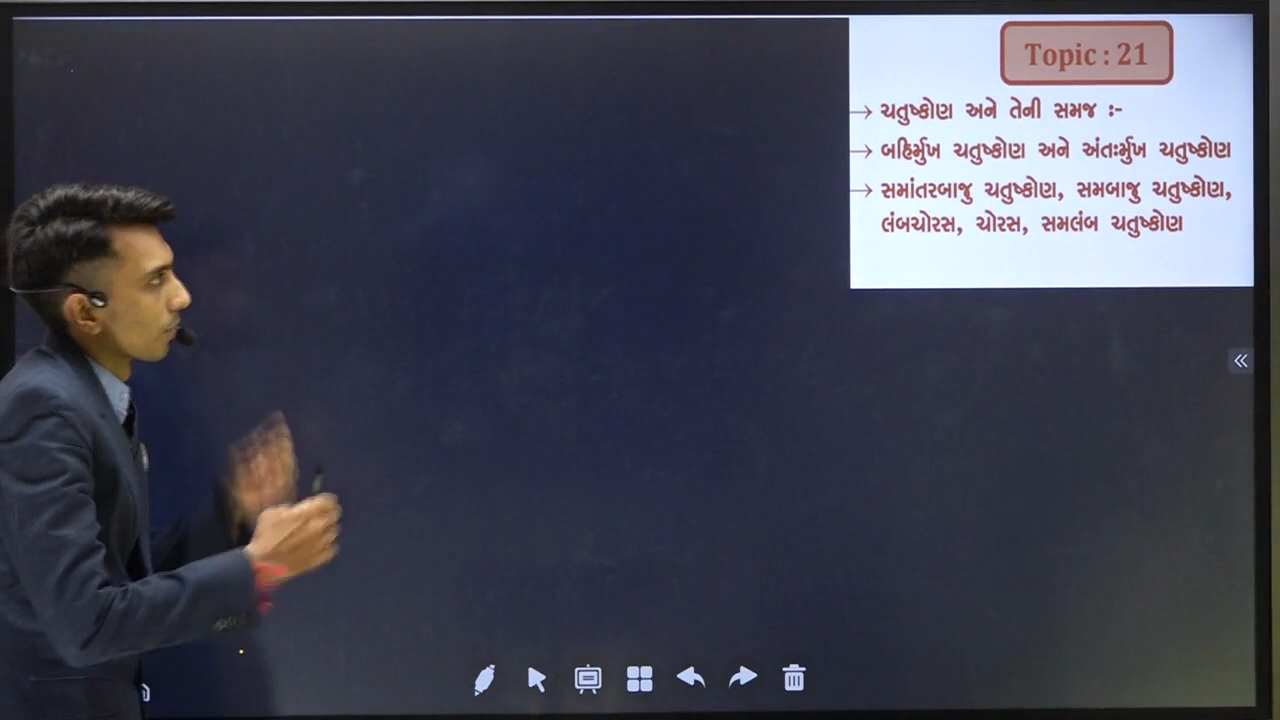 Topic : 21
→ ચતુષ્કોણ અને તેની સમજ :-
→ બહિર્મુખ ચતુષ્કોણ અને અંતઃર્મુખ ચતુષ્કોણ
→ સમાંતરબાજુ ચતુષ્કોણ, સમબાજુ ચતુષ્કોણ,
લંબચોરસ, ચોરસ, સમલંબ ચતુષ્કોણ